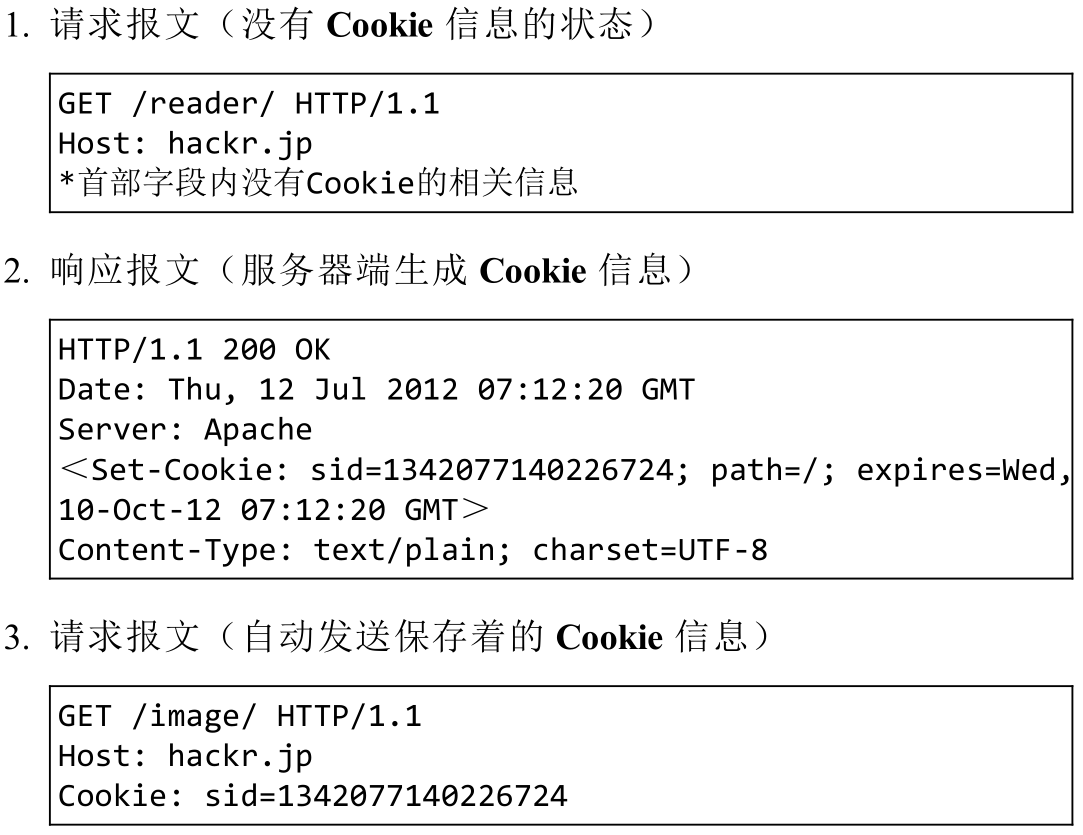 1. 请求报文（没有 Cookie 信息的状态）
GET /reader/ HTTP/1.1
Host: hackr.jp
*首部字段内没有Cookie的相关信息
2. 响应报文（服务器端生成 Cookie 信息）
HTTP/1.1 200 OK
Date: Thu, 12 Jul 2012 07:12:20 GMT
Server: Apache
＜Set-Cookie: sid=1342077140226724; path=/; expires=Wed,
10-Oct-12 07:12:20 GMT＞
Content-Type: text/plain; charset=UTF-8
3. 请求报文（自动发送保存着的 Cookie 信息）
GET /image/ HTTP/1.1
Host: hackr.jp
Cookie: sid=1342077140226724